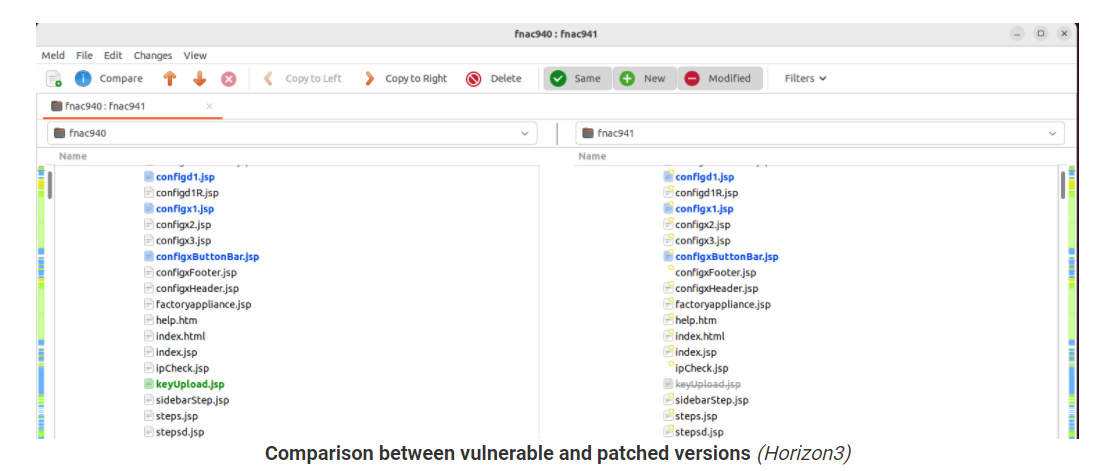 fnac940 : fnac941
Meld File Edit Changes View
Compare Copy to Left Copy to Right Delete Same New Modified Filters
fnac940 : fnac941 ×
fnac940 fnac941
Name Name
configd1.jsp configd1.jsp
configd1R.jsp configd1R.jsp
configx1.jsp configx1.jsp
configx2.jsp configx2.jsp
configx3.jsp configx3.jsp
configxButtonBar.jsp configxButtonBar.jsp
configxFooter.jsp configxFooter.jsp
configxHeader.jsp configxHeader.jsp
factoryappliance.jsp factoryappliance.jsp
help.htm help.htm
index.html index.html
index.jsp index.jsp
ipCheck.jsp ipCheck.jsp
keyUpload.jsp keyUpload.jsp
sidebarStep.jsp sidebarStep.jsp
steps.jsp steps.jsp
stepsd.jsp stepsd.jsp
Comparison between vulnerable and patched versions (Horizon3)